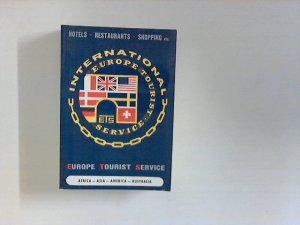 HOTELS - RESTAURANTS - SHOPPING etc.
INTERNATIONAL
EUROPE-TOURIST
SERVICE
ETS
EUROPE TOURIST SERVICE
AFRICA - ASIA - AMERICA - AUSTRALIA